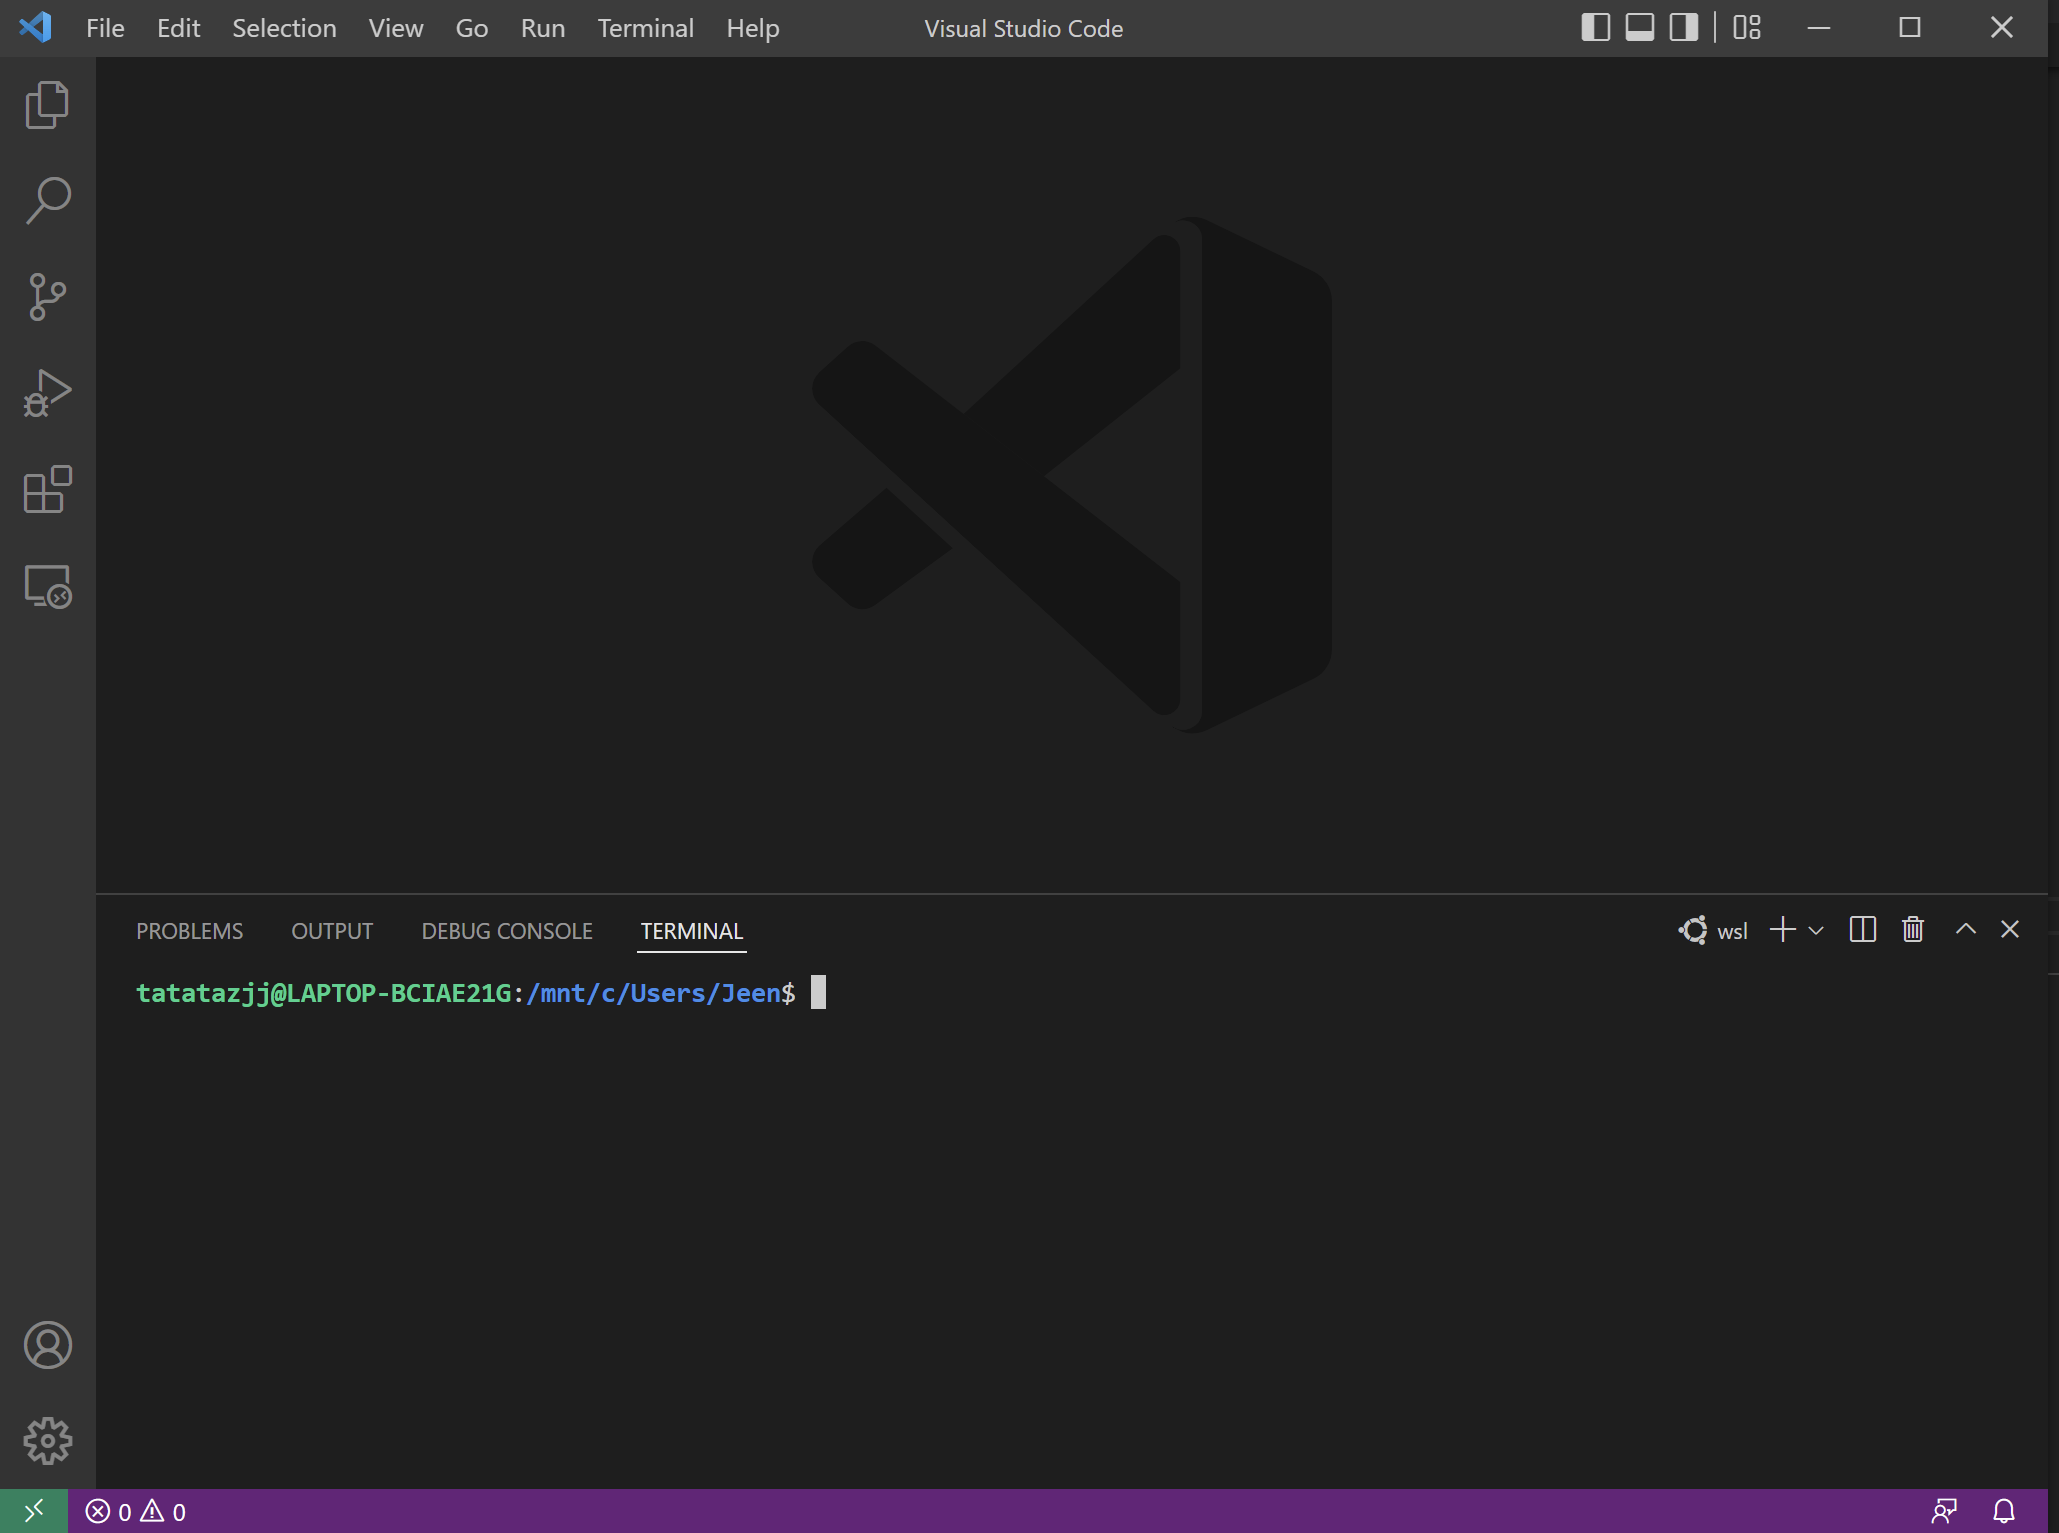 File Edit Selection View Go Run Terminal Help Visual Studio Code
PROBLEMS OUTPUT DEBUG CONSOLE TERMINAL wsl
tatatazjj@LAPTOP-BCIAE21G:/mnt/c/Users/Jeen$
0 0